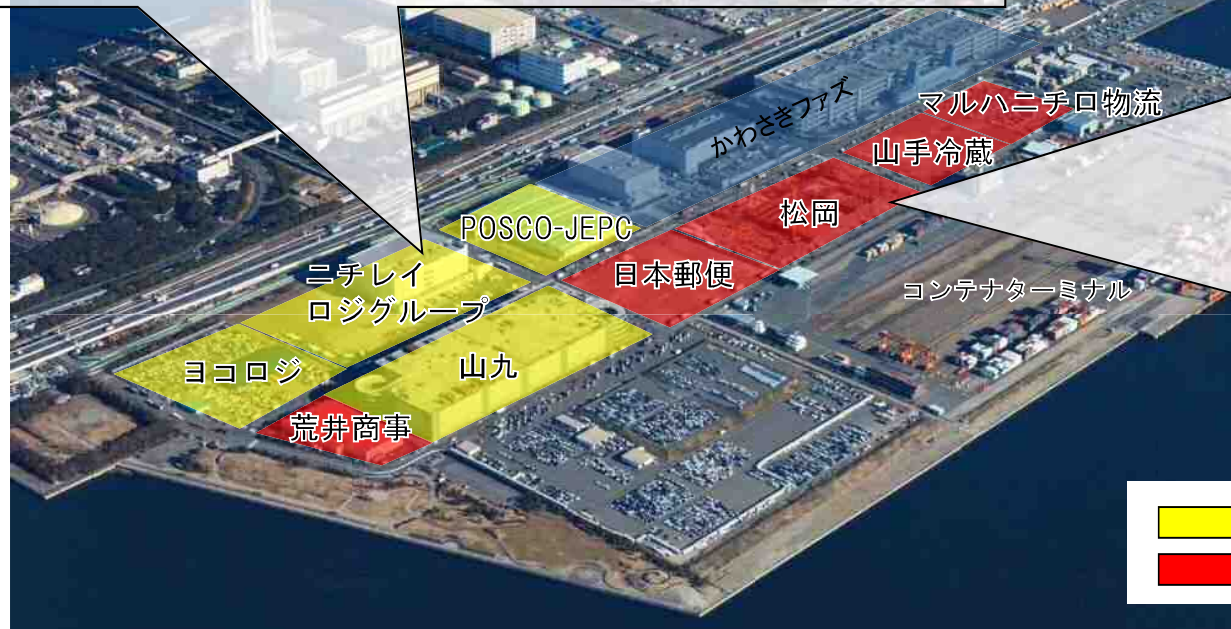 かわさきファズ
マルハニチロ物流
山手冷蔵
松岡
POSCO-JEPC
日本郵便
ニチレイ
ロジグループ
コンテナターミナル
ヨコロジ
山九
荒井商事